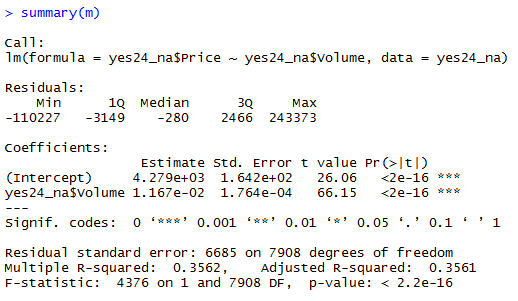 > summary(m)
Call:
lm(formula = yes24_na$Price ~ yes24_na$Volume, data = yes24_na)
Residuals:
    Min      1Q  Median      3Q     Max
-110227   -3149    -280    2466  243373
Coefficients:
                 Estimate Std. Error t value Pr(>|t|)
(Intercept)     4.279e+03  1.642e+02   26.06   <2e-16 ***
yes24_na$Volume 1.167e-02  1.764e-04   66.15   <2e-16 ***
---
Signif. codes:  0 ‘***’ 0.001 ‘**’ 0.01 ‘*’ 0.05 ‘.’ 0.1 ‘ ’ 1
Residual standard error: 6685 on 7908 degrees of freedom
Multiple R-squared:  0.3562,    Adjusted R-squared:  0.3561
F-statistic:  4376 on 1 and 7908 DF,  p-value: < 2.2e-16